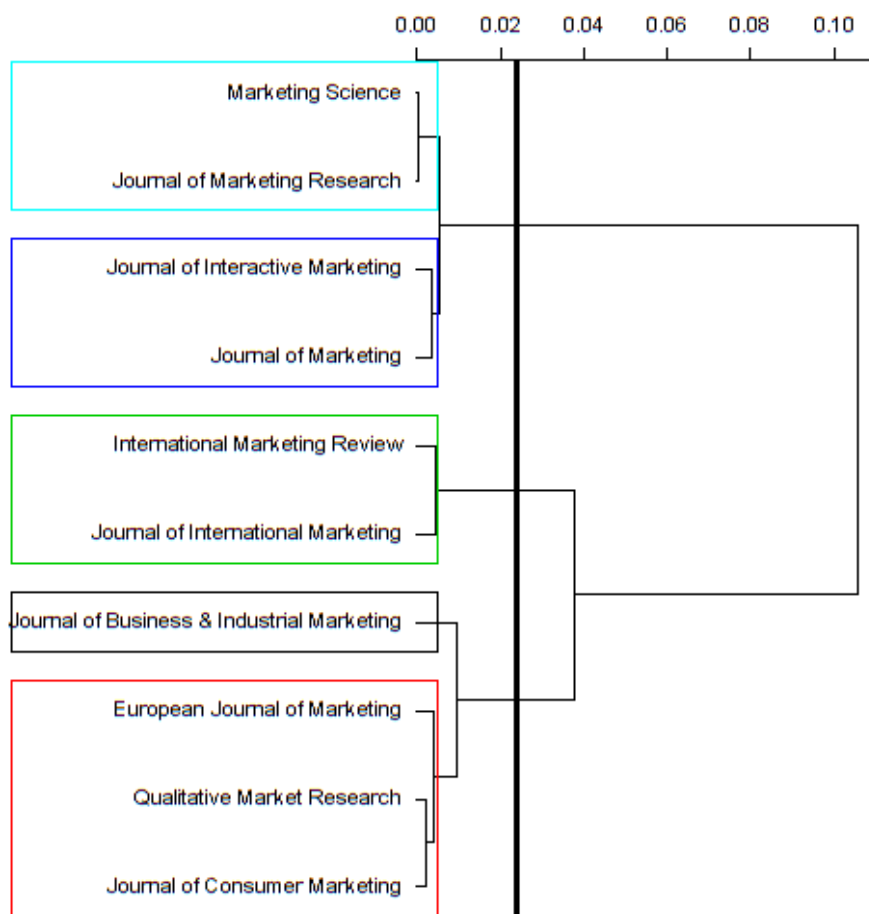 0.00 0.02 0.04 0.06 0.08 0.10
Marketing Science
Journal of Marketing Research
Journal of Interactive Marketing
Journal of Marketing
International Marketing Review
Journal of International Marketing
Journal of Business & Industrial Marketing
European Journal of Marketing
Qualitative Market Research
Journal of Consumer Marketing